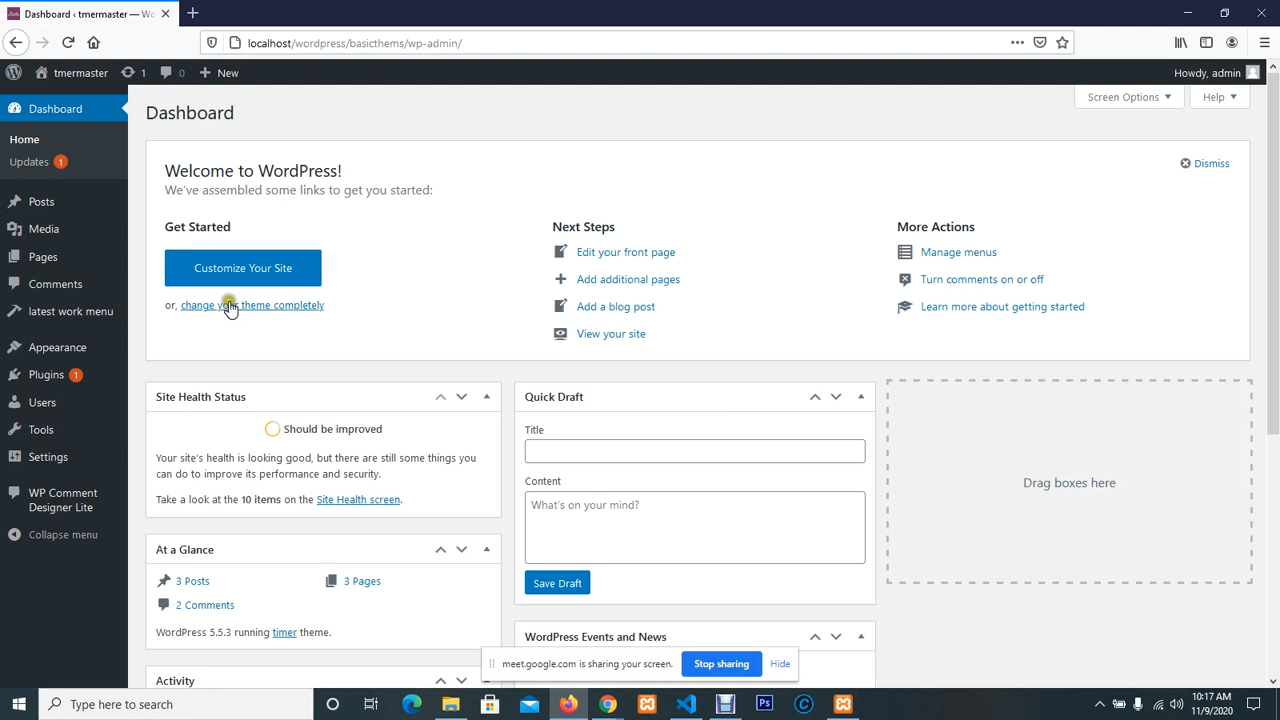 Dashboard ‹ tmermaster — Wo
localhost/wordpress/basicthems/wp-admin/
tmermaster
1
0
New
Howdy, admin
Dashboard
Home
Updates 1
Posts
Media
Pages
Comments
latest work menu
Appearance
Plugins 1
Users
Tools
Settings
WP Comment
Designer Lite
Collapse menu
Dashboard
Screen Options
Help
Welcome to WordPress!
We've assembled some links to get you started:
Dismiss
Get Started
Customize Your Site
or, change your theme completely
Next Steps
Edit your front page
Add additional pages
Add a blog post
View your site
More Actions
Manage menus
Turn comments on or off
Learn more about getting started
Site Health Status
Should be improved
Your site's health is looking good, but there are still some things you
can do to improve its performance and security.
Take a look at the 10 items on the Site Health screen.
At a Glance
3 Posts
3 Pages
2 Comments
WordPress 5.5.3 running timer theme.
Activity
Quick Draft
Title
Content
What's on your mind?
Save Draft
WordPress Events and News
Drag boxes here
meet.google.com is sharing your screen.
Stop sharing
Hide
Type here to search
10:17 AM
11/9/2020